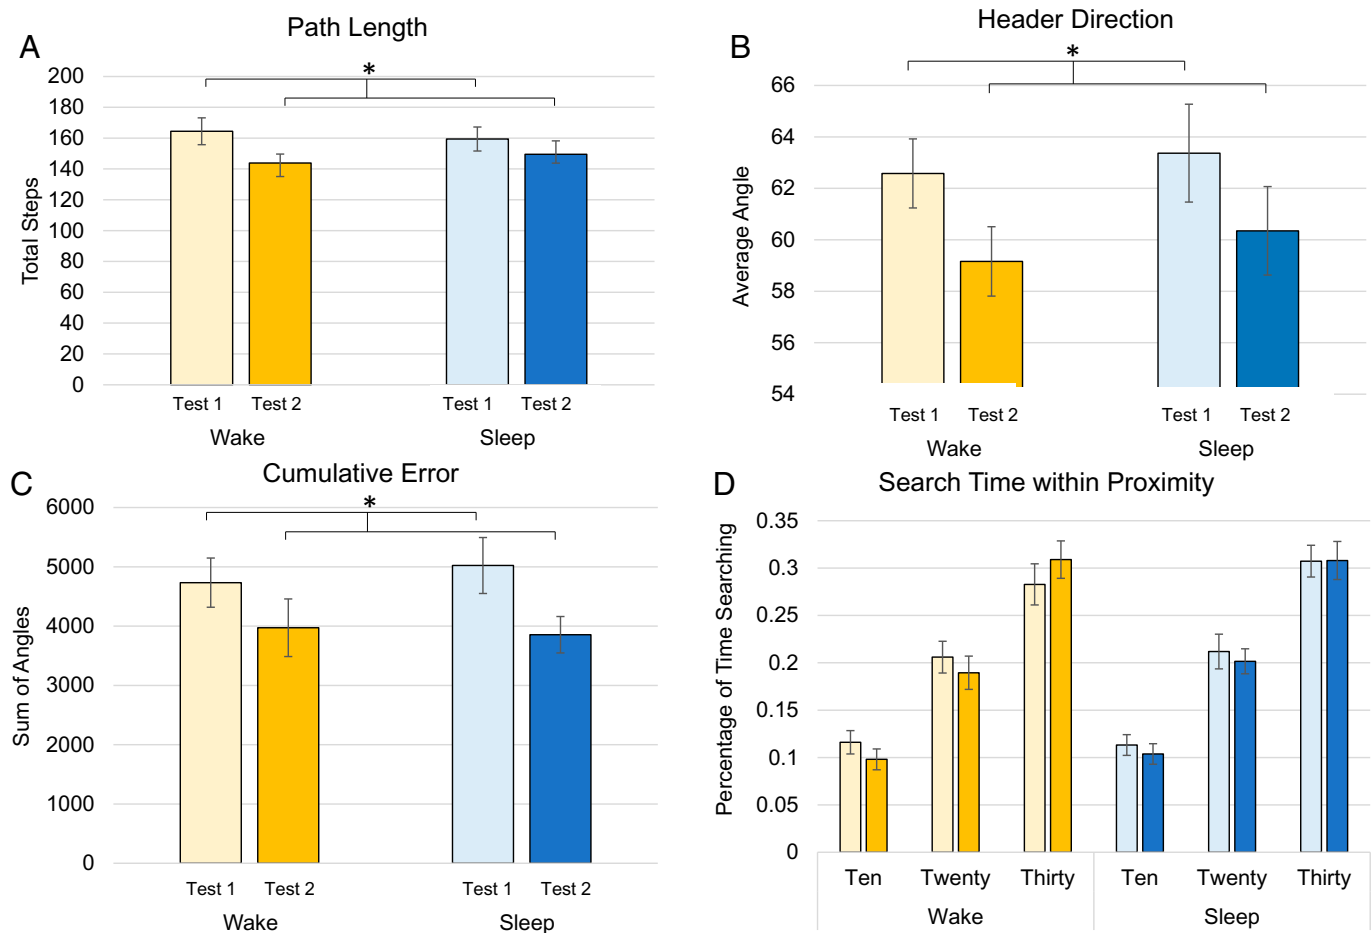 A
Path Length
*
Total Steps
200
180
160
140
120
100
80
60
40
20
0
Test 1 Test 2 Test 1 Test 2
Wake Sleep
B
Header Direction
*
Average Angle
66
64
62
60
58
56
54
Test 1 Test 2 Test 1 Test 2
Wake Sleep
C
Cumulative Error
*
Sum of Angles
6000
5000
4000
3000
2000
1000
0
Test 1 Test 2 Test 1 Test 2
Wake Sleep
D
Search Time within Proximity
Percentage of Time Searching
0.35
0.3
0.25
0.2
0.15
0.1
0.05
0
Ten Twenty Thirty Ten Twenty Thirty
Wake Sleep